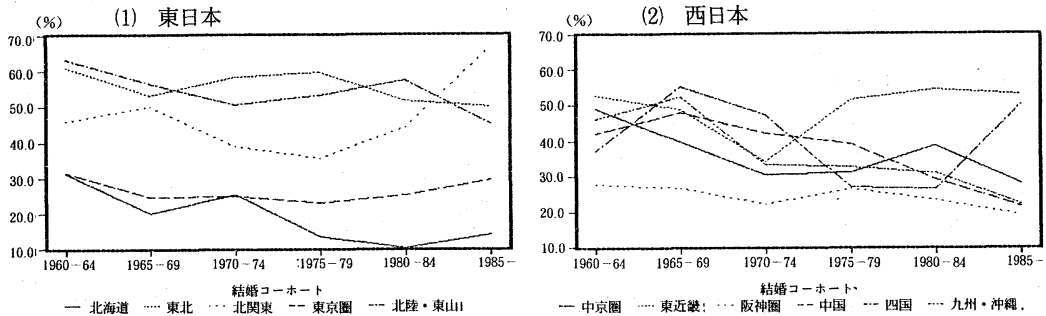 (%) (1) 東日本
70.0
60.0
50.0
40.0
30.0
20.0
10.0
1960-64 1965-69 1970-74 1975-79 1980-84 1985-
結婚コーホート
北海道 東北 北関東 東京圏 北陸・東山
(%) (2) 西日本
70.0
60.0
50.0
40.0
30.0
20.0
10.0
1960-64 1965-69 1970-74 1975-79 1980-84 1985-
結婚コーホート
中京圏 東近畿 阪神圏 中国 四国 九州・沖縄